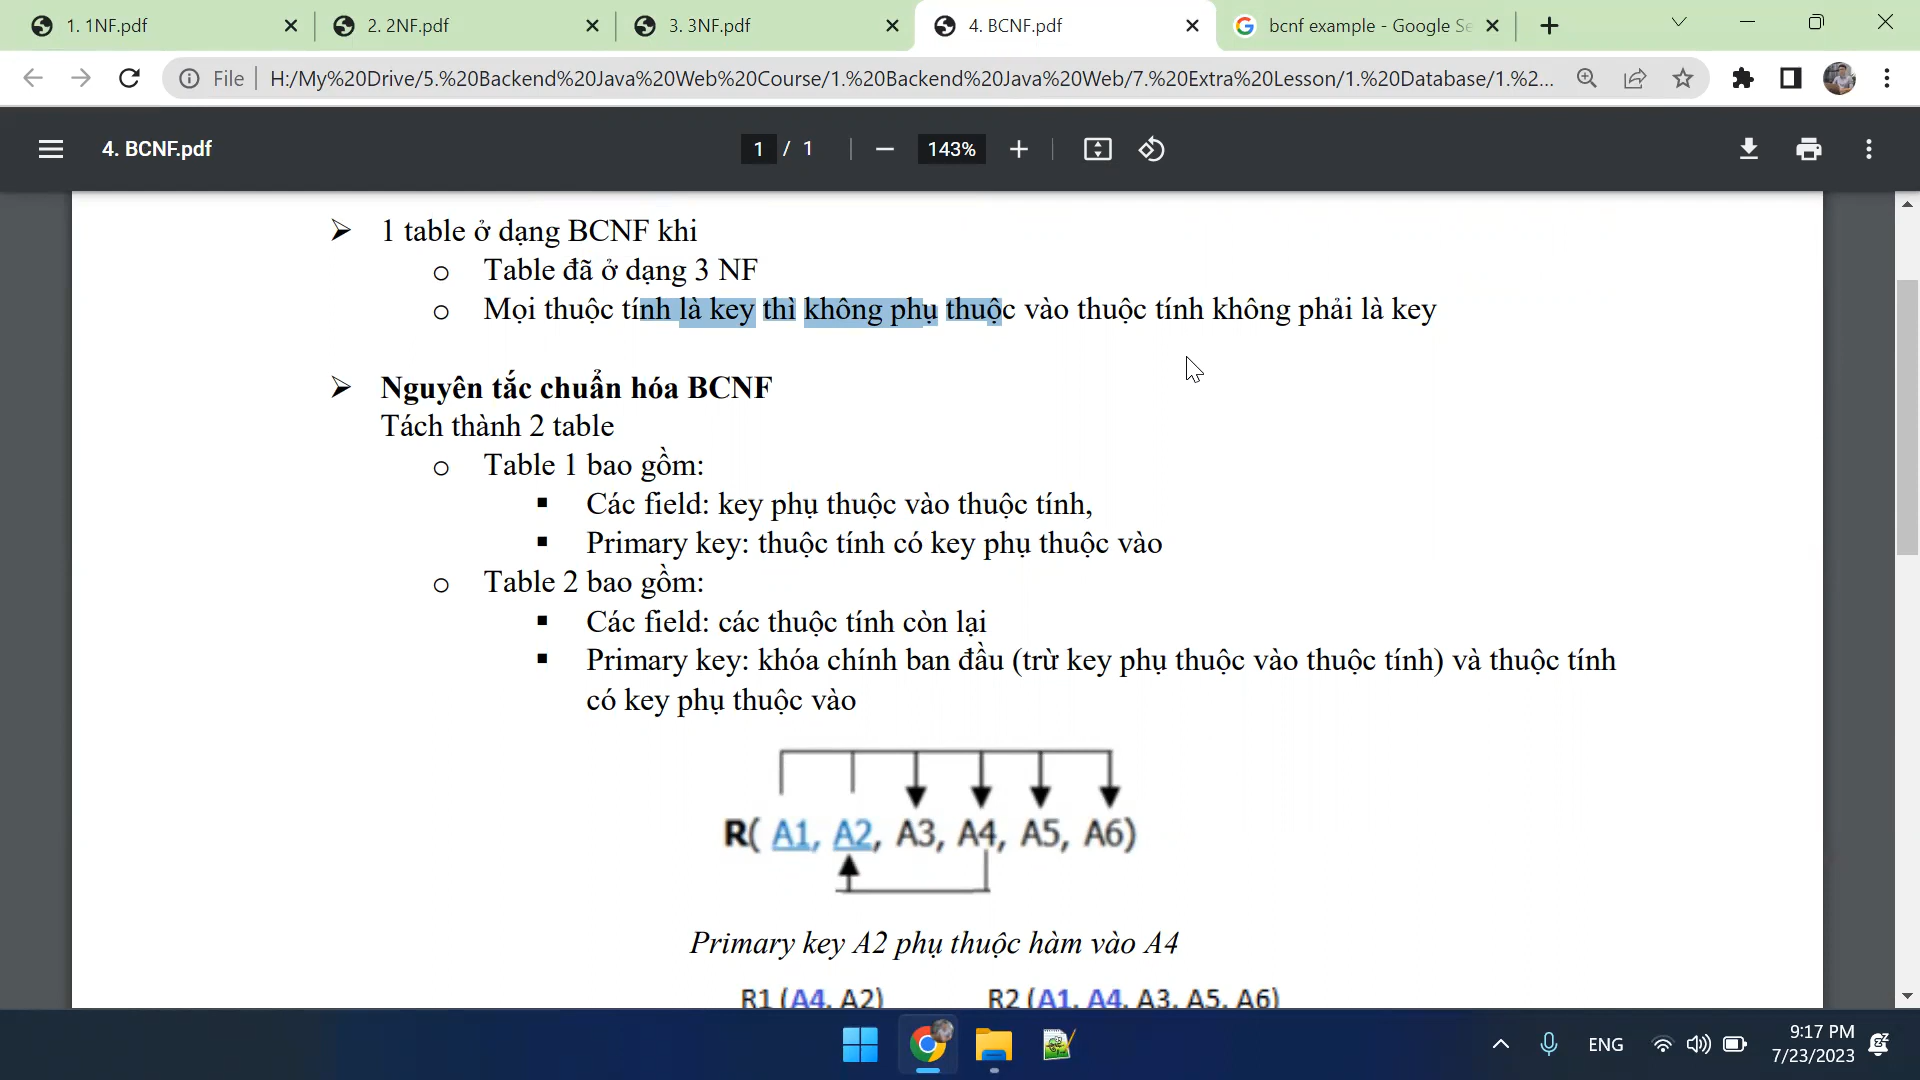 1. 1NF.pdf
2. 2NF.pdf
3. 3NF.pdf
4. BCNF.pdf
bcnf example - Google Se
File
H:/My%20Drive/5.%20Backend%20Java%20Web%20Course/1.%20Backend%20Java%20Web/7.%20Extra%20Lesson/1.%20Database/1.%2...
4. BCNF.pdf
1 / 1
143%
1 table ở dạng BCNF khi
Table đã ở dạng 3 NF
Mọi thuộc tính là key thì không phụ thuộc vào thuộc tính không phải là key
Nguyên tắc chuẩn hóa BCNF
Tách thành 2 table
Table 1 bao gồm:
Các field: key phụ thuộc vào thuộc tính,
Primary key: thuộc tính có key phụ thuộc vào
Table 2 bao gồm:
Các field: các thuộc tính còn lại
Primary key: khóa chính ban đầu (trừ key phụ thuộc vào thuộc tính) và thuộc tính
có key phụ thuộc vào
R( A1, A2, A3, A4, A5, A6)
Primary key A2 phụ thuộc hàm vào A4
R1 (A4, A2) R2 (A1, A4, A3, A5, A6)
ENG
9:17 PM
7/23/2023